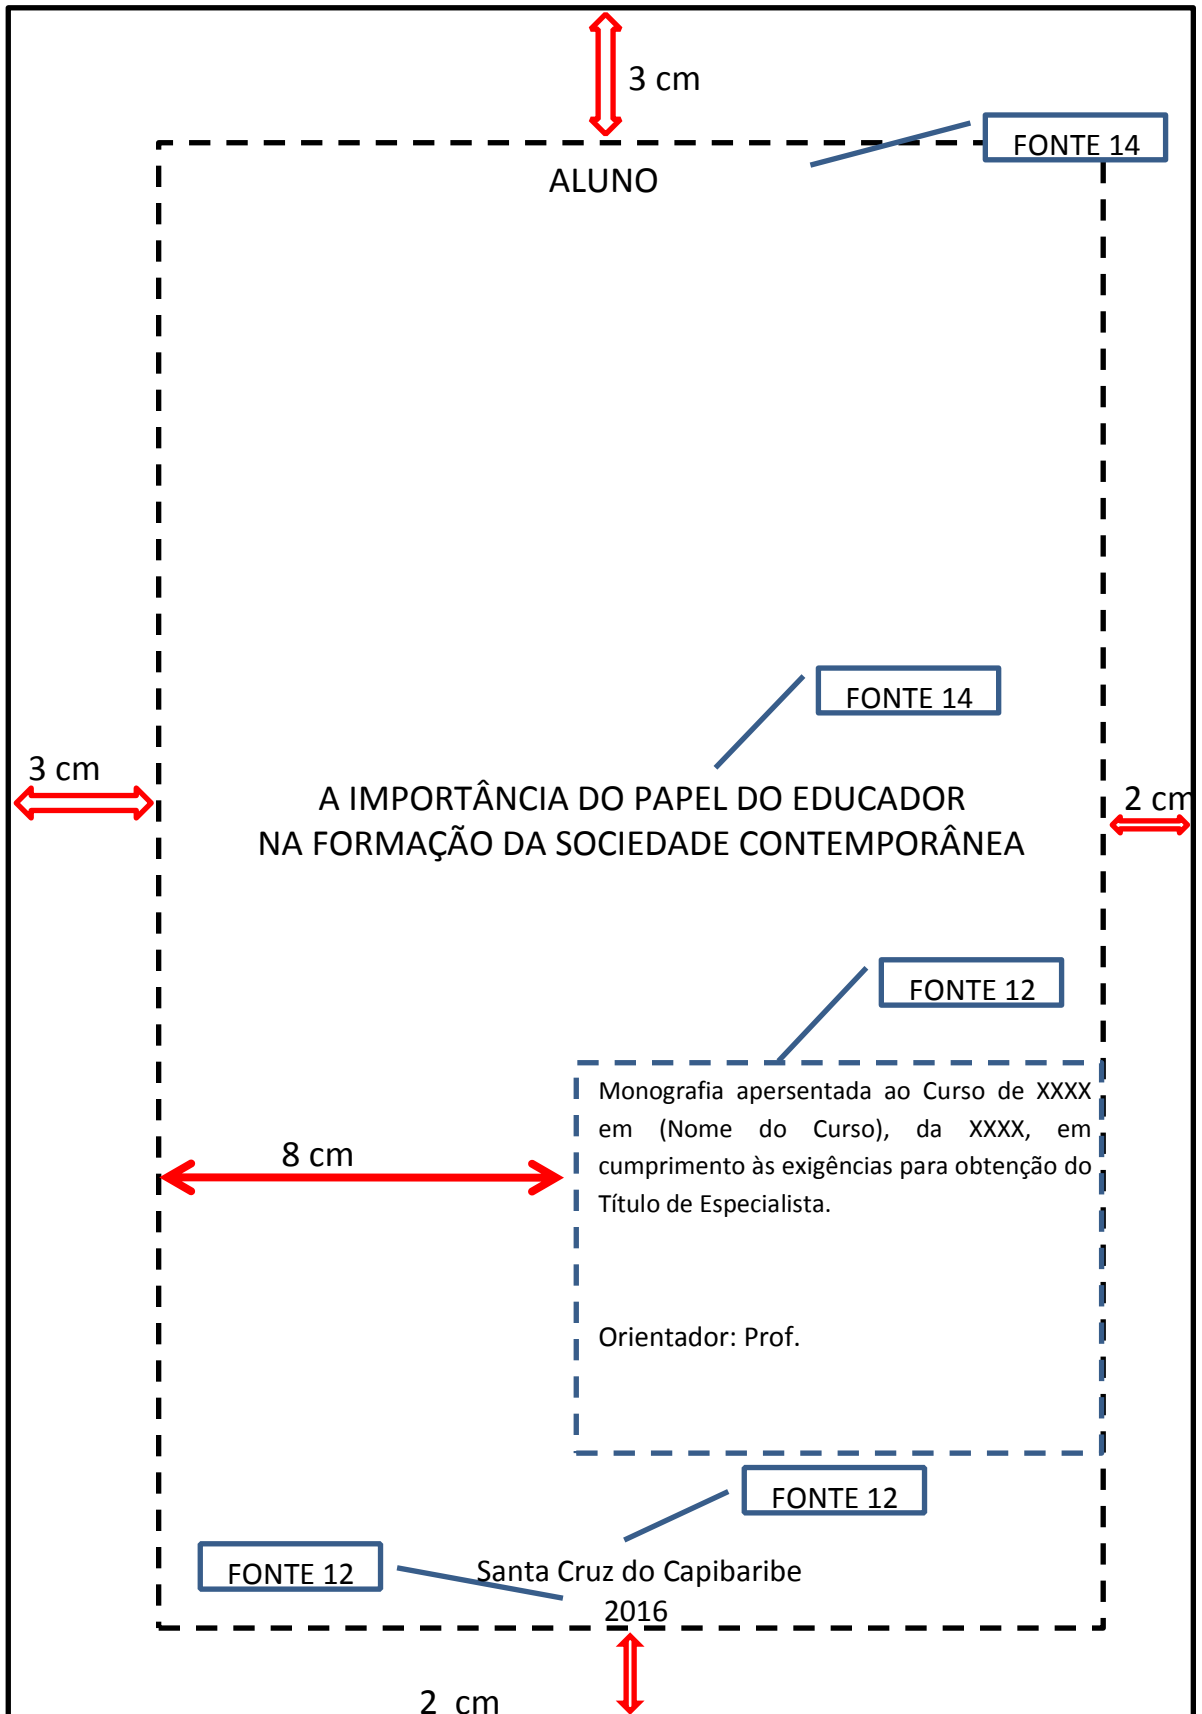 3 cm
FONTE 14
ALUNO
FONTE 14
3 cm
2 cm
A IMPORTÂNCIA DO PAPEL DO EDUCADOR
NA FORMAÇÃO DA SOCIEDADE CONTEMPORÂNEA
FONTE 12
Monografia apersentada ao Curso de XXXX
em (Nome do Curso), da XXXX, em
cumprimento às exigências para obtenção do
Título de Especialista.
8 cm
Orientador: Prof.
FONTE 12
FONTE 12
Santa Cruz do Capibaribe
2016
2 cm